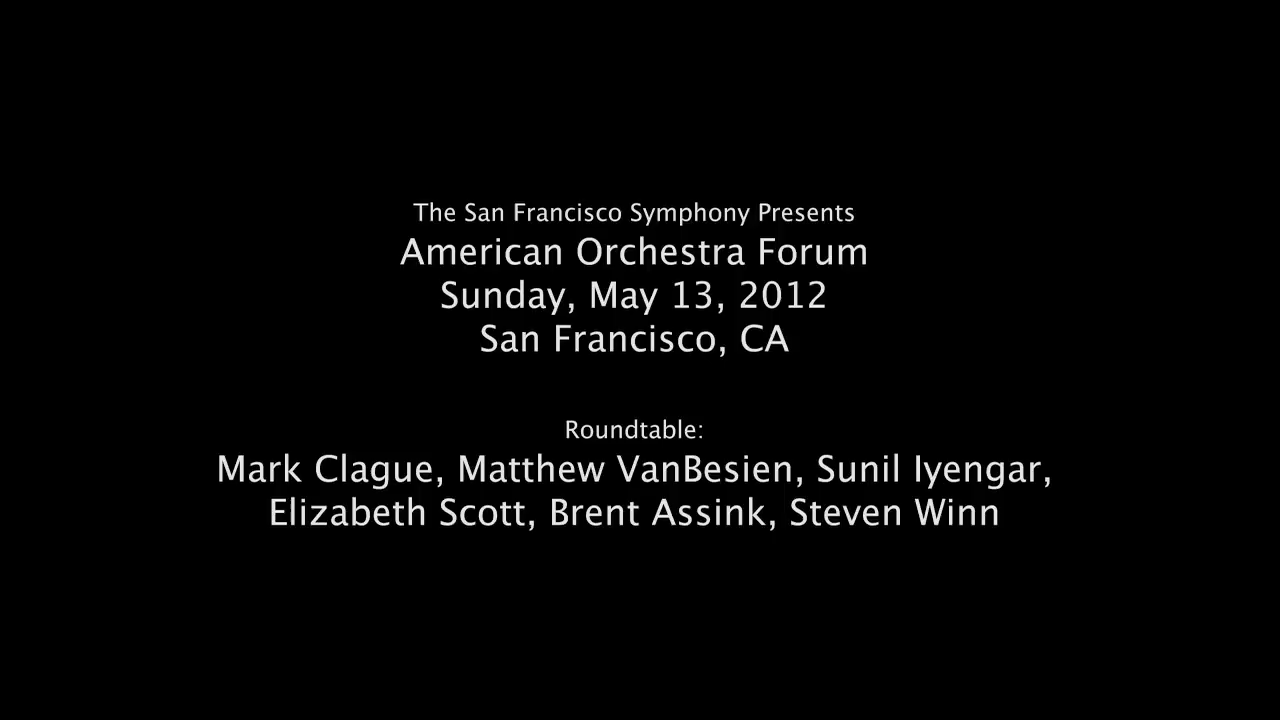 The San Francisco Symphony Presents
American Orchestra Forum
Sunday, May 13, 2012
San Francisco, CA
Roundtable:
Mark Clague, Matthew VanBesien, Sunil Iyengar,
Elizabeth Scott, Brent Assink, Steven Winn